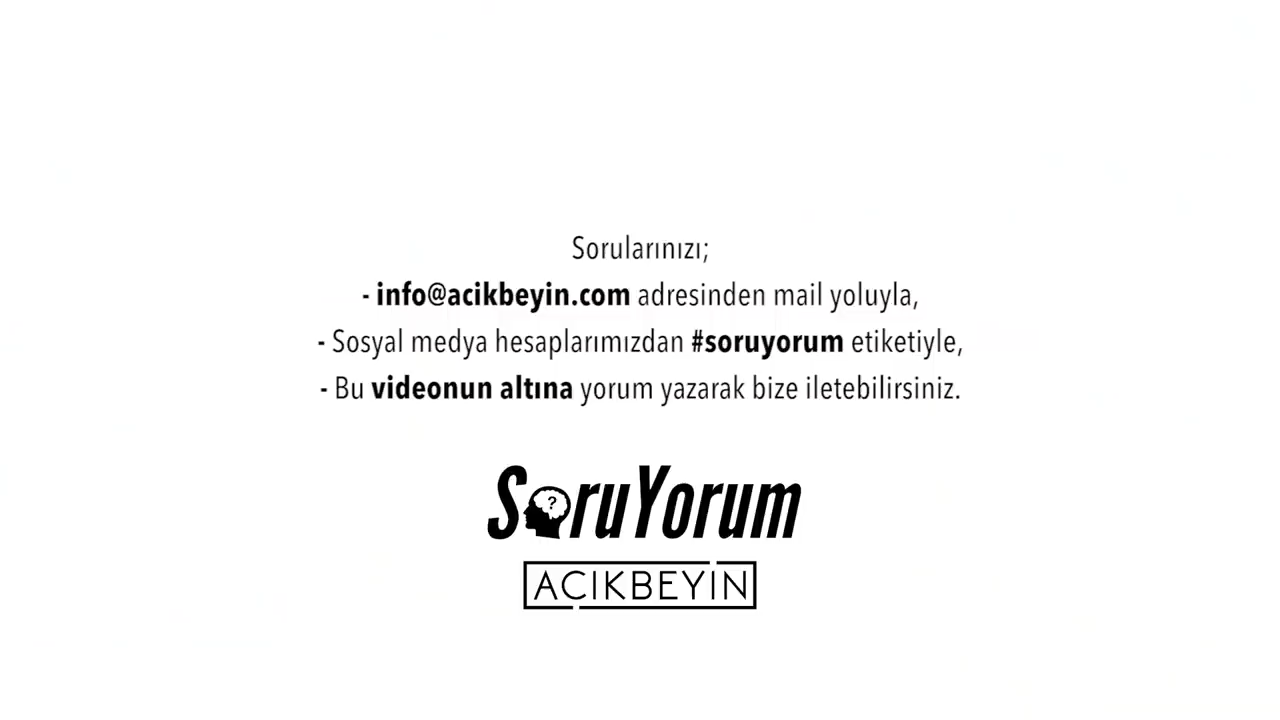 Sorularınızı;
- info@acikbeyin.com adresinden mail yoluyla,
- Sosyal medya hesaplarımızdan #soruyorum etiketiyle,
- Bu videonun altına yorum yazarak bize iletebilirsiniz.
SoruYorum
AÇIKBEYİN